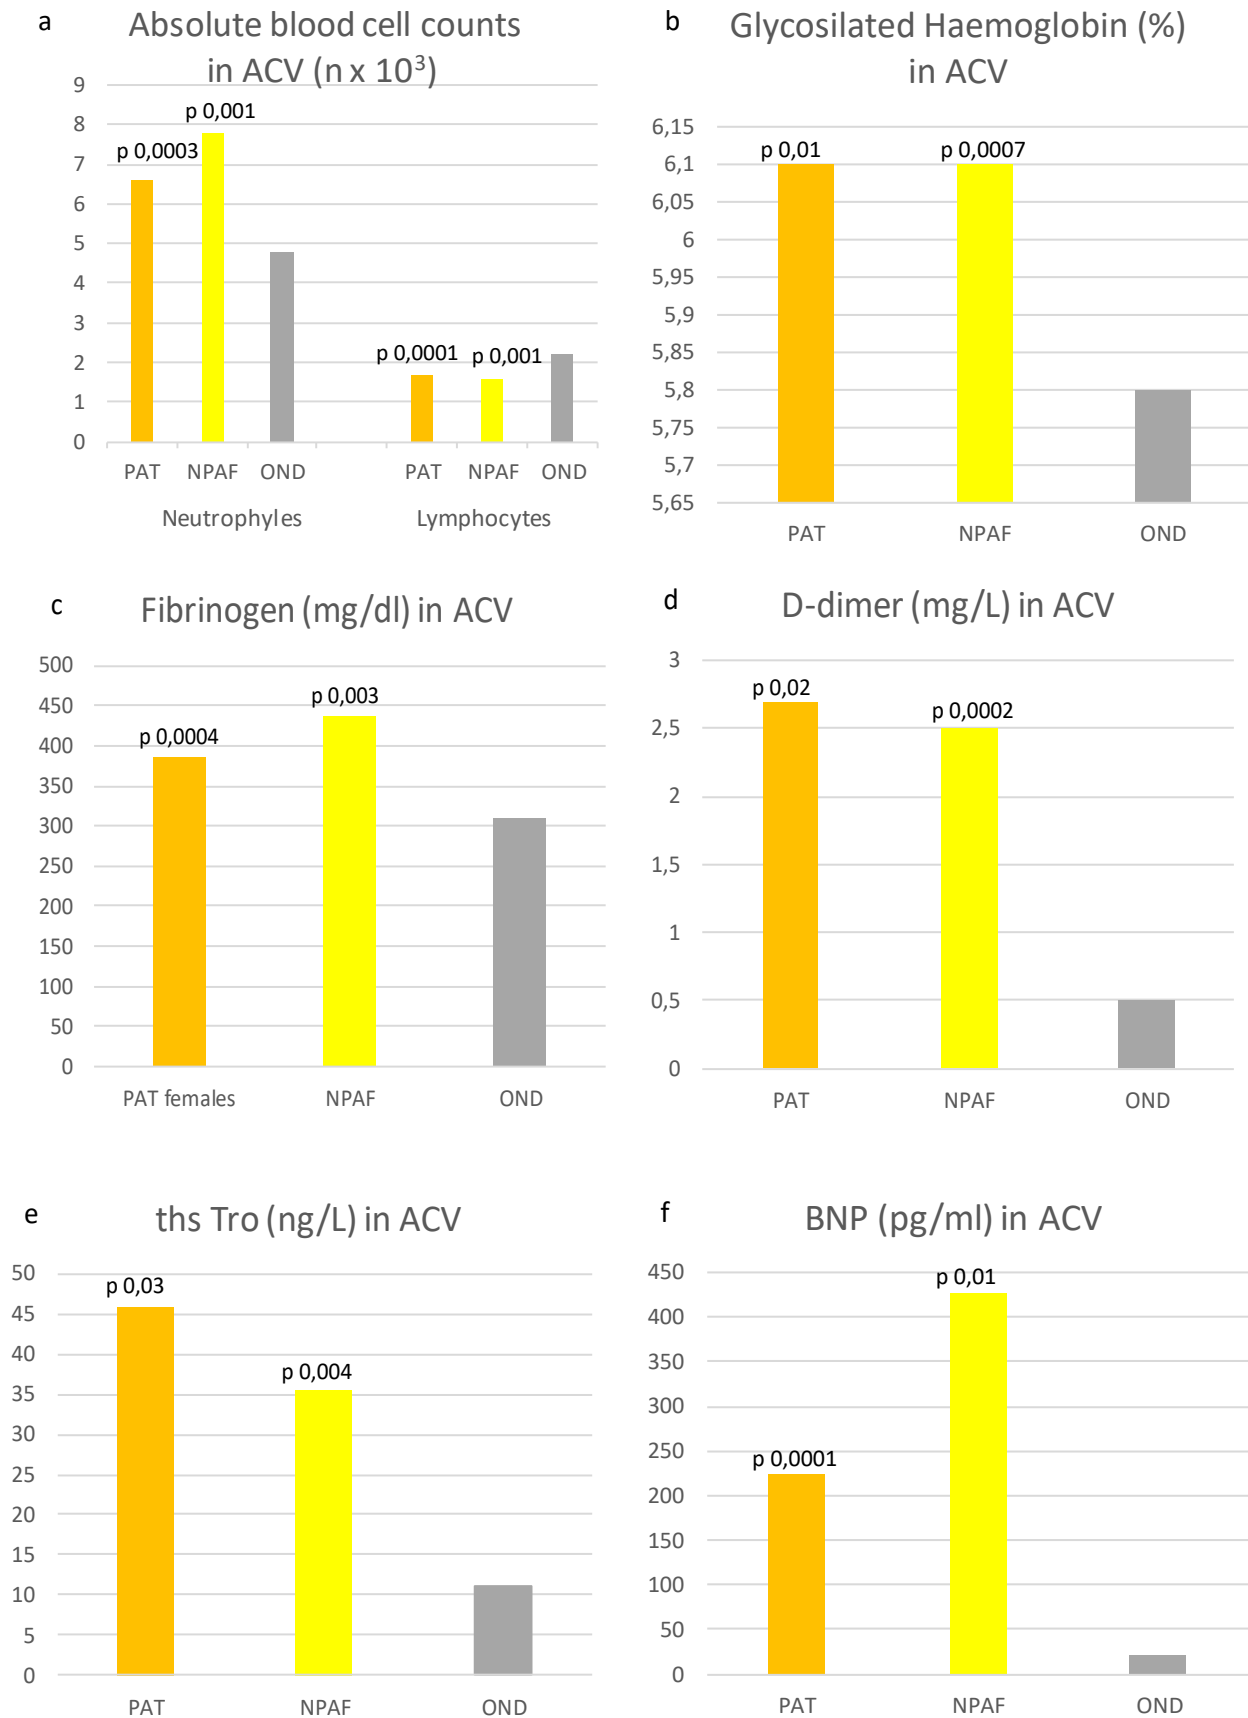 a
Absolute blood cell counts
in ACV (n x 10³)
9
8
7
6
5
4
3
2
1
0
p 0,0003
p 0,001
p 0,0001
p 0,001
PAT NPAF OND PAT NPAF OND
Neutrophyles Lymphocytes
b
Glycosilated Haemoglobin (%)
in ACV
6,15
6,1
6,05
6
5,95
5,9
5,85
5,8
5,75
5,7
5,65
p 0,01
p 0,0007
PAT NPAF OND
c
Fibrinogen (mg/dl) in ACV
500
450
400
350
300
250
200
150
100
50
0
p 0,0004
p 0,003
PAT females NPAF OND
d
D-dimer (mg/L) in ACV
3
2,5
2
1,5
1
0,5
0
p 0,02
p 0,0002
PAT NPAF OND
e
ths Tro (ng/L) in ACV
50
45
40
35
30
25
20
15
10
5
0
p 0,03
p 0,004
PAT NPAF OND
f
BNP (pg/ml) in ACV
450
400
350
300
250
200
150
100
50
0
p 0,0001
p 0,01
PAT NPAF OND